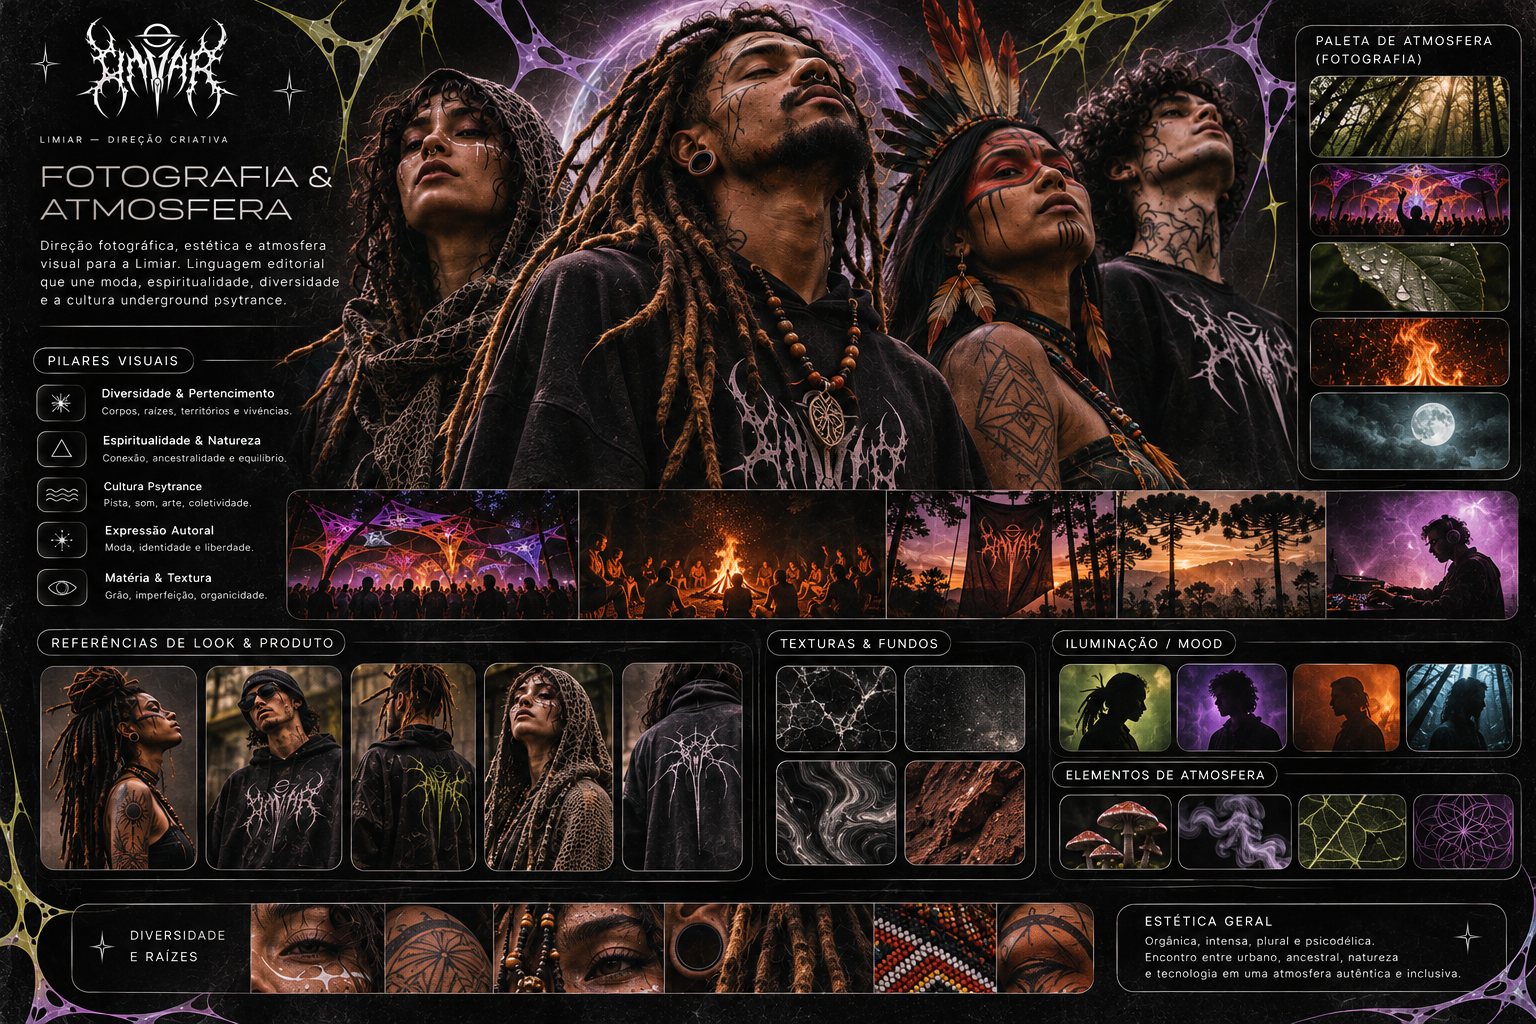 LIMIAR — DIREÇÃO CRIATIVA
FOTOGRAFIA &
ATMOSFERA
Direção fotográfica, estética e atmosfera
visual para a Limiar. Linguagem editorial
que une moda, espiritualidade, diversidade
e a cultura underground psytrance.
PILARES VISUAIS
Diversidade & Pertencimento
Corpos, raízes, territórios e vivências.
Espiritualidade & Natureza
Conexão, ancestralidade e equilíbrio.
Cultura Psytrance
Pista, som, arte, coletividade.
Expressão Autoral
Moda, identidade e liberdade.
Matéria & Textura
Grão, imperfeição, organicidade.
PALETA DE ATMOSFERA
(FOTOGRAFIA)
REFERÊNCIAS DE LOOK & PRODUTO
TEXTURAS & FUNDOS
ILUMINAÇÃO / MOOD
ELEMENTOS DE ATMOSFERA
DIVERSIDADE
E RAÍZES
ESTÉTICA GERAL
Orgânica, intensa, plural e psicodélica.
Encontro entre urbano, ancestral, natureza
e tecnologia em uma atmosfera autêntica e inclusiva.